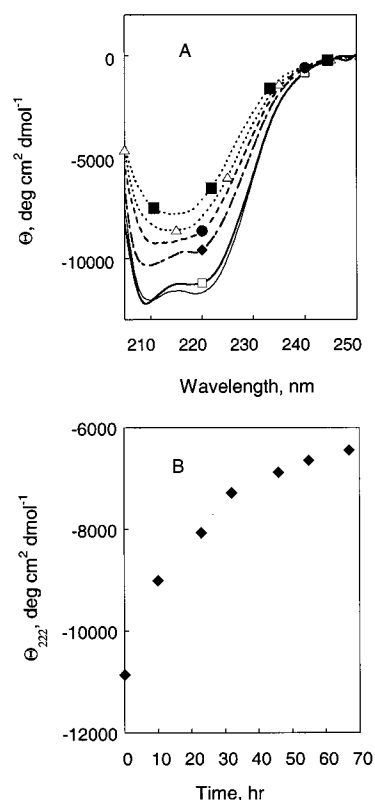 A
0
-5000
-10000
Θ, deg cm² dmol⁻¹
210 220 230 240 250
Wavelength, nm
B
-6000
-8000
-10000
-12000
Θ₂₂₂, deg cm² dmol⁻¹
0 10 20 30 40 50 60 70
Time, hr